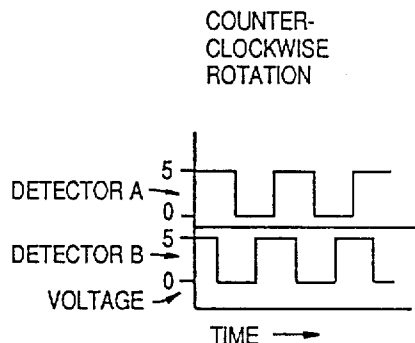 COUNTER-
CLOCKWISE
ROTATION
5
DETECTOR A
0
5
DETECTOR B
0
VOLTAGE
TIME